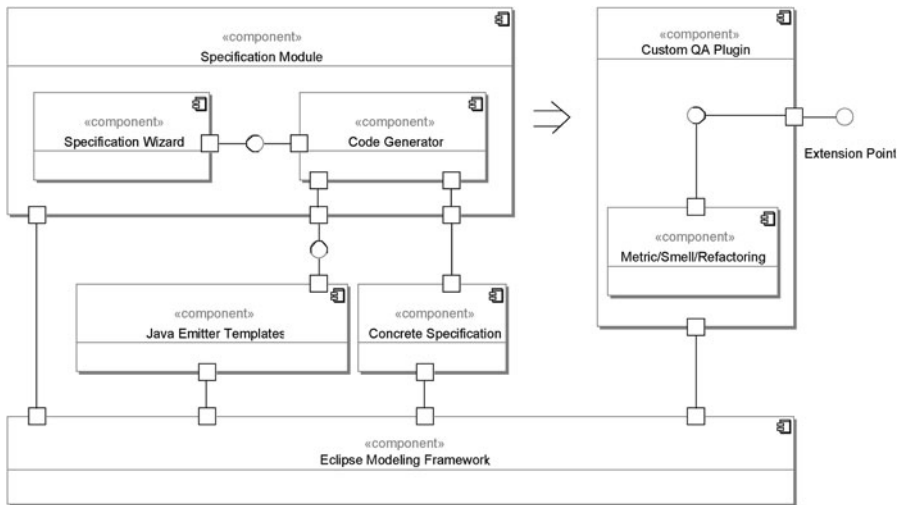 «component»
Specification Module
«component»
Specification Wizard
«component»
Code Generator
«component»
Custom QA Plugin
Extension Point
«component»
Metric/Smell/Refactoring
«component»
Java Emitter Templates
«component»
Concrete Specification
«component»
Eclipse Modeling Framework